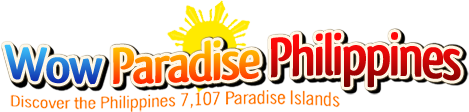 Wow Paradise Philippines
Discover the Philippines 7,107 Paradise Islands